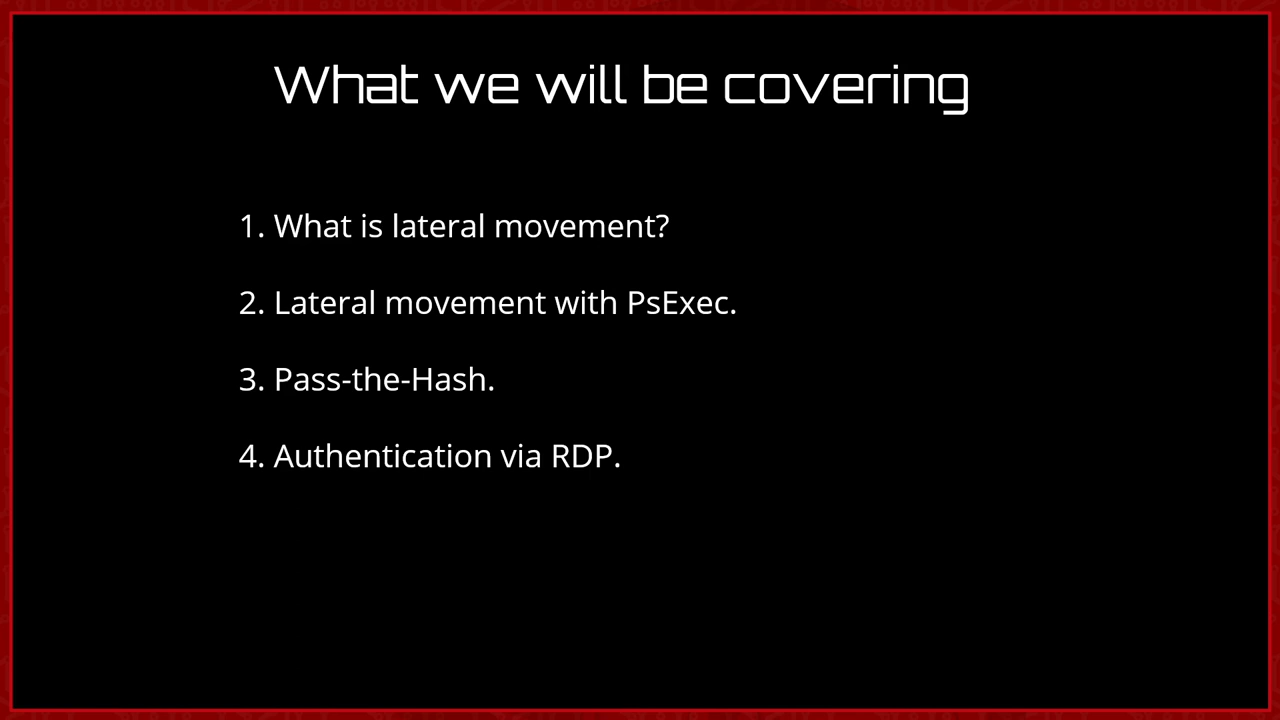 What we will be covering
1. What is lateral movement?
2. Lateral movement with PsExec.
3. Pass-the-Hash.
4. Authentication via RDP.